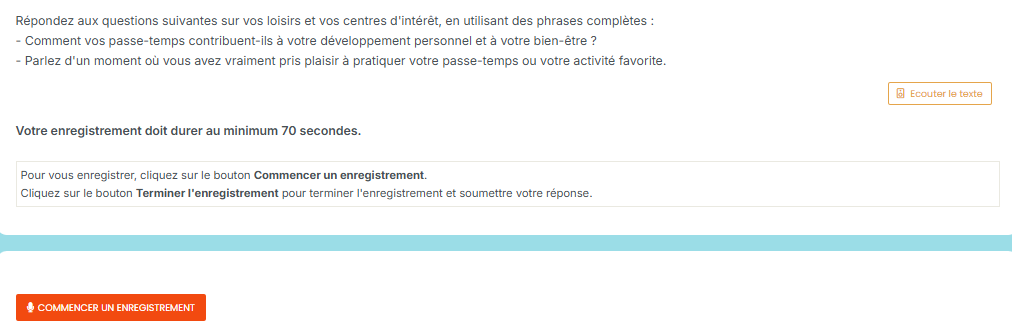 Répondez aux questions suivantes sur vos loisirs et vos centres d'intérêt, en utilisant des phrases complètes :
- Comment vos passe-temps contribuent-ils à votre développement personnel et à votre bien-être ?
- Parlez d'un moment où vous avez vraiment pris plaisir à pratiquer votre passe-temps ou votre activité favorite.
Ecouter le texte
Votre enregistrement doit durer au minimum 70 secondes.
Pour vous enregistrer, cliquez sur le bouton Commencer un enregistrement.
Cliquez sur le bouton Terminer l'enregistrement pour terminer l'enregistrement et soumettre votre réponse.
COMMENCER UN ENREGISTREMENT